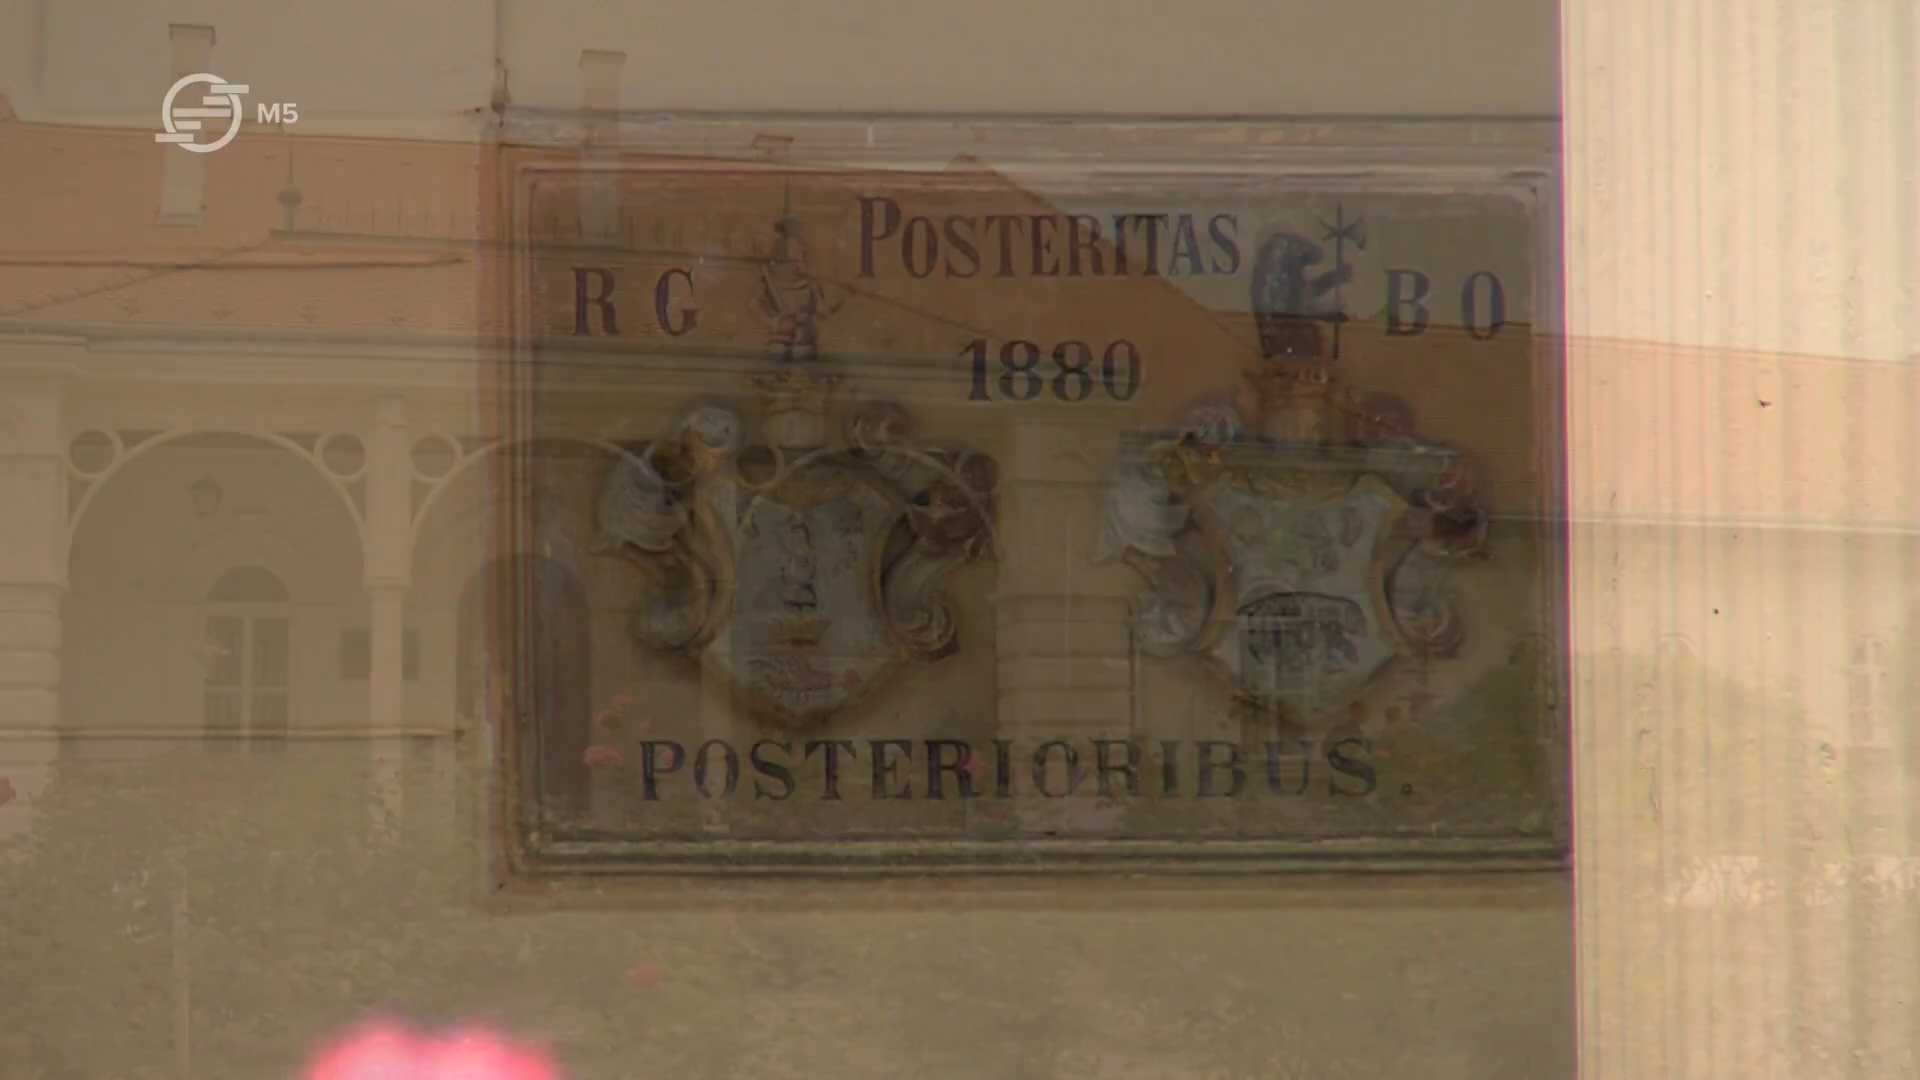 M5
POSTERITAS
R G B O
1880
POSTERIORIBUS.